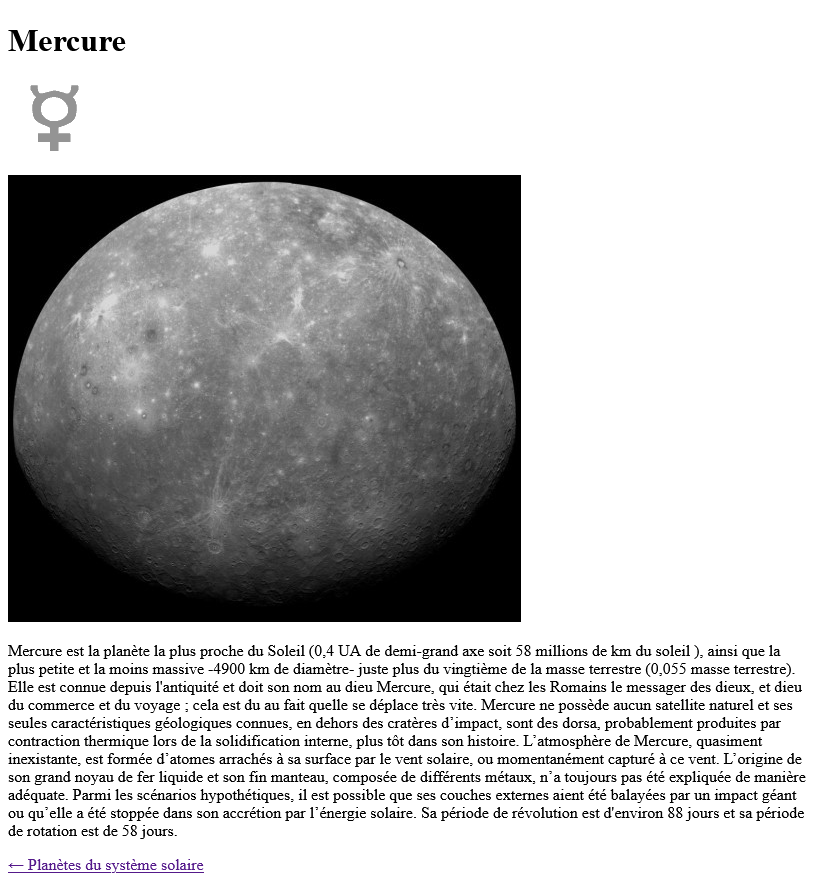 Mercure
Mercure est la planète la plus proche du Soleil (0,4 UA de demi-grand axe soit 58 millions de km du soleil ), ainsi que la
plus petite et la moins massive -4900 km de diamètre- juste plus du vingtième de la masse terrestre (0,055 masse terrestre).
Elle est connue depuis l'antiquité et doit son nom au dieu Mercure, qui était chez les Romains le messager des dieux, et dieu
du commerce et du voyage ; cela est du au fait quelle se déplace très vite. Mercure ne possède aucun satellite naturel et ses
seules caractéristiques géologiques connues, en dehors des cratères d’impact, sont des dorsa, probablement produites par
contraction thermique lors de la solidification interne, plus tôt dans son histoire. L’atmosphère de Mercure, quasiment
inexistante, est formée d’atomes arrachés à sa surface par le vent solaire, ou momentanément capturé à ce vent. L’origine de
son grand noyau de fer liquide et son fin manteau, composée de différents métaux, n’a toujours pas été expliquée de manière
adéquate. Parmi les scénarios hypothétiques, il est possible que ses couches externes aient été balayées par un impact géant
ou qu’elle a été stoppée dans son accrétion par l’énergie solaire. Sa période de révolution est d'environ 88 jours et sa période
de rotation est de 58 jours.
← Planètes du système solaire